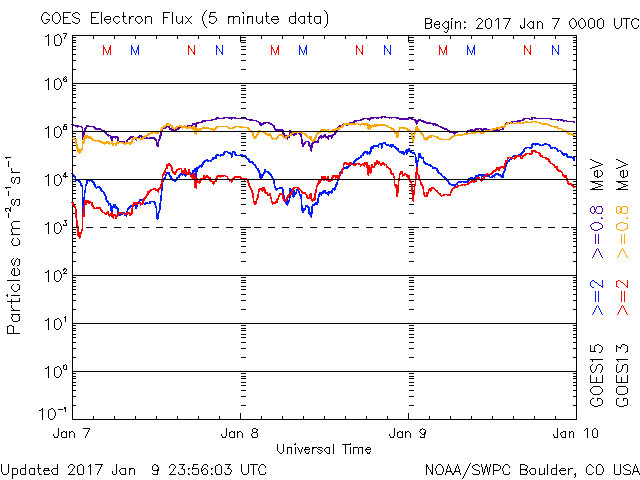 GOES Electron Flux (5 minute data)
Begin: 2017 Jan 7 0000 UTC
M M N N M M N N M M N N
10⁷
10⁶
10⁵
10⁴
10³
10²
10¹
10⁰
10⁻¹
Particles cm⁻²s⁻¹sr⁻¹
Jan 7 Jan 8 Jan 9 Jan 10
Universal Time
GOES15 >=2 >=0.8 MeV
GOES13 >=2 >=0.8 MeV
Updated 2017 Jan 9 23:56:03 UTC
NOAA/SWPC Boulder, CO USA